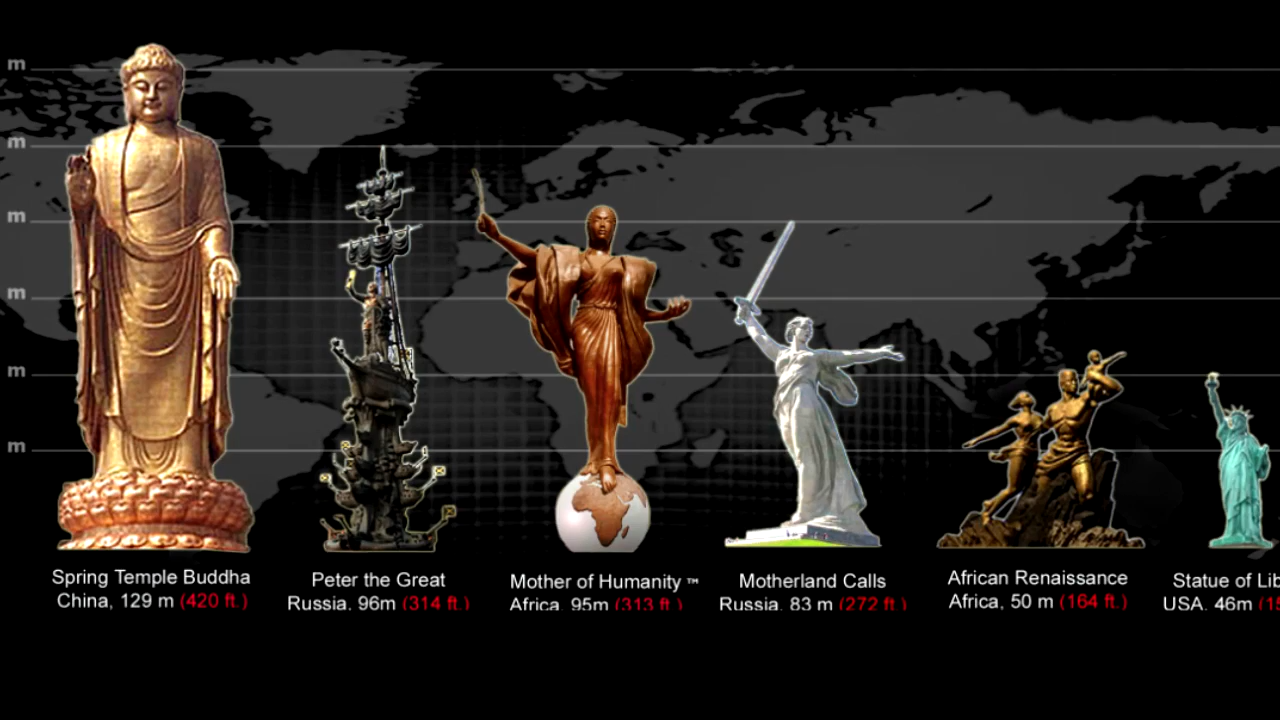 m
m
m
m
m
m
Spring Temple Buddha
China, 129 m (420 ft.)
Peter the Great
Russia, 96m (314 ft.)
Mother of Humanity ™
Africa, 95m (313 ft.)
Motherland Calls
Russia, 83 m (272 ft.)
African Renaissance
Africa, 50 m (164 ft.)
Statue of
USA, 46m